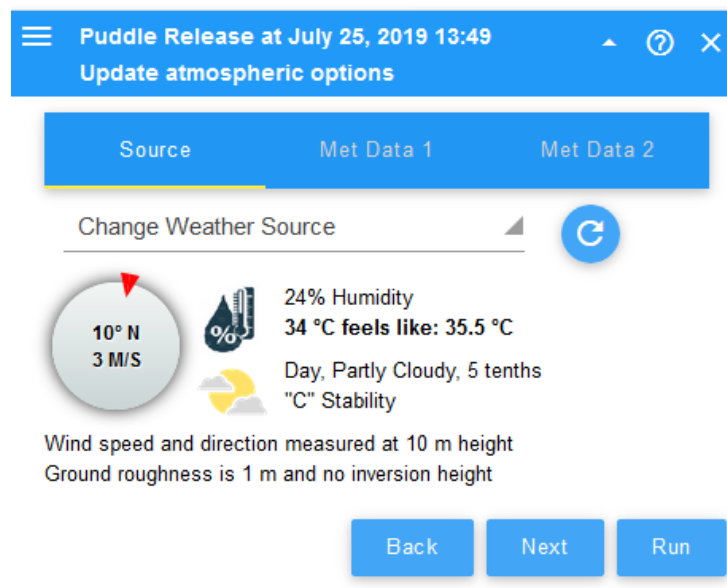 Puddle Release at July 25, 2019 13:49
Update atmospheric options
Source Met Data 1 Met Data 2
Change Weather Source
10° N
3 M/S
%
24% Humidity
34 °C feels like: 35.5 °C
Day, Partly Cloudy, 5 tenths
"C" Stability
Wind speed and direction measured at 10 m height
Ground roughness is 1 m and no inversion height
Back Next Run